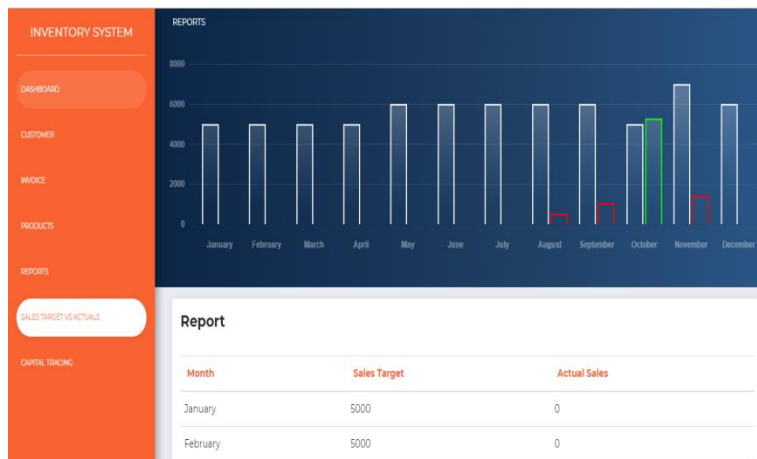 INVENTORY SYSTEM
DASHBOARD
CUSTOMER
INVOICE
PRODUCTS
REPORTS
SALES TARGET VS ACTUALS
CAPITAL TRACING
REPORTS
8000
6000
4000
2000
0
January February March April May June July August September October November December
Report
Month Sales Target Actual Sales
January 5000 0
February 5000 0